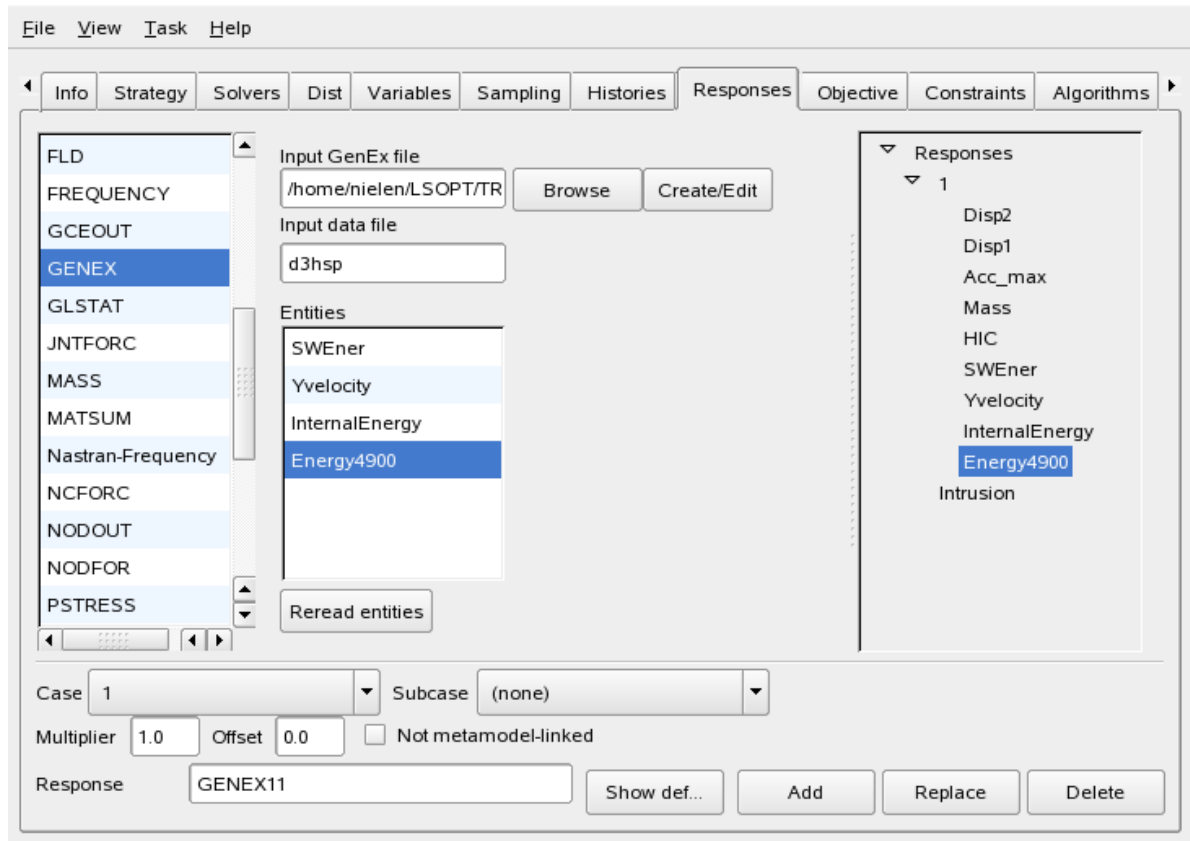 File View Task Help
Info Strategy Solvers Dist Variables Sampling Histories Responses Objective Constraints Algorithms
FLD
FREQUENCY
GCEOUT
GENEX
GLSTAT
JNTFORC
MASS
MATSUM
Nastran-Frequency
NCFORC
NODOUT
NODFOR
PSTRESS
Input GenEx file
/home/nielen/LSOPT/TR Browse Create/Edit
Input data file
d3hsp
Entities
SWEner
Yvelocity
InternalEnergy
Energy4900
Reread entities
Responses
1
Disp2
Disp1
Acc_max
Mass
HIC
SWEner
Yvelocity
InternalEnergy
Energy4900
Intrusion
Case 1 Subcase (none)
Multiplier 1.0 Offset 0.0 Not metamodel-linked
Response GENEX11 Show def... Add Replace Delete